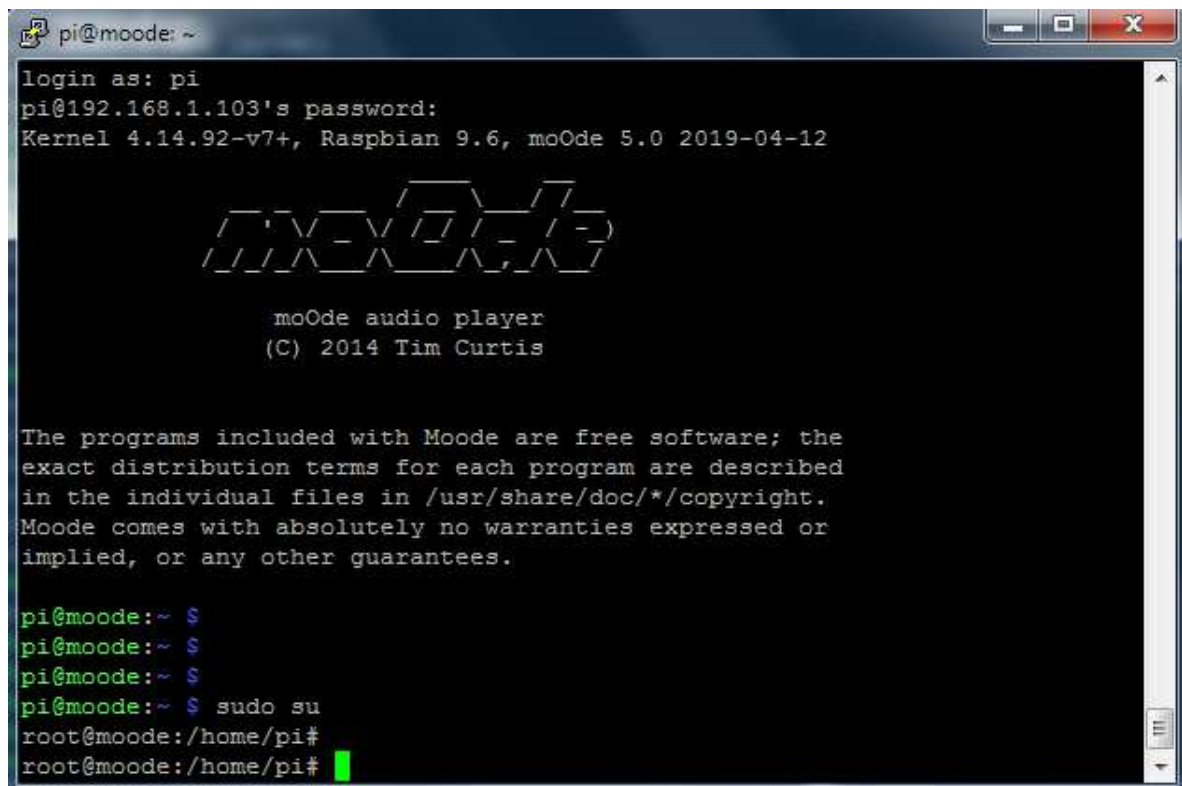 pi@moode: ~
login as: pi
pi@192.168.1.103's password:
Kernel 4.14.92-v7+, Raspbian 9.6, moOde 5.0 2019-04-12
moOde
moOde audio player
(C) 2014 Tim Curtis
The programs included with Moode are free software; the
exact distribution terms for each program are described
in the individual files in /usr/share/doc/*/copyright.
Moode comes with absolutely no warranties expressed or
implied, or any other guarantees.
pi@moode:~ $
pi@moode:~ $
pi@moode:~ $
pi@moode:~ $ sudo su
root@moode:/home/pi#
root@moode:/home/pi#